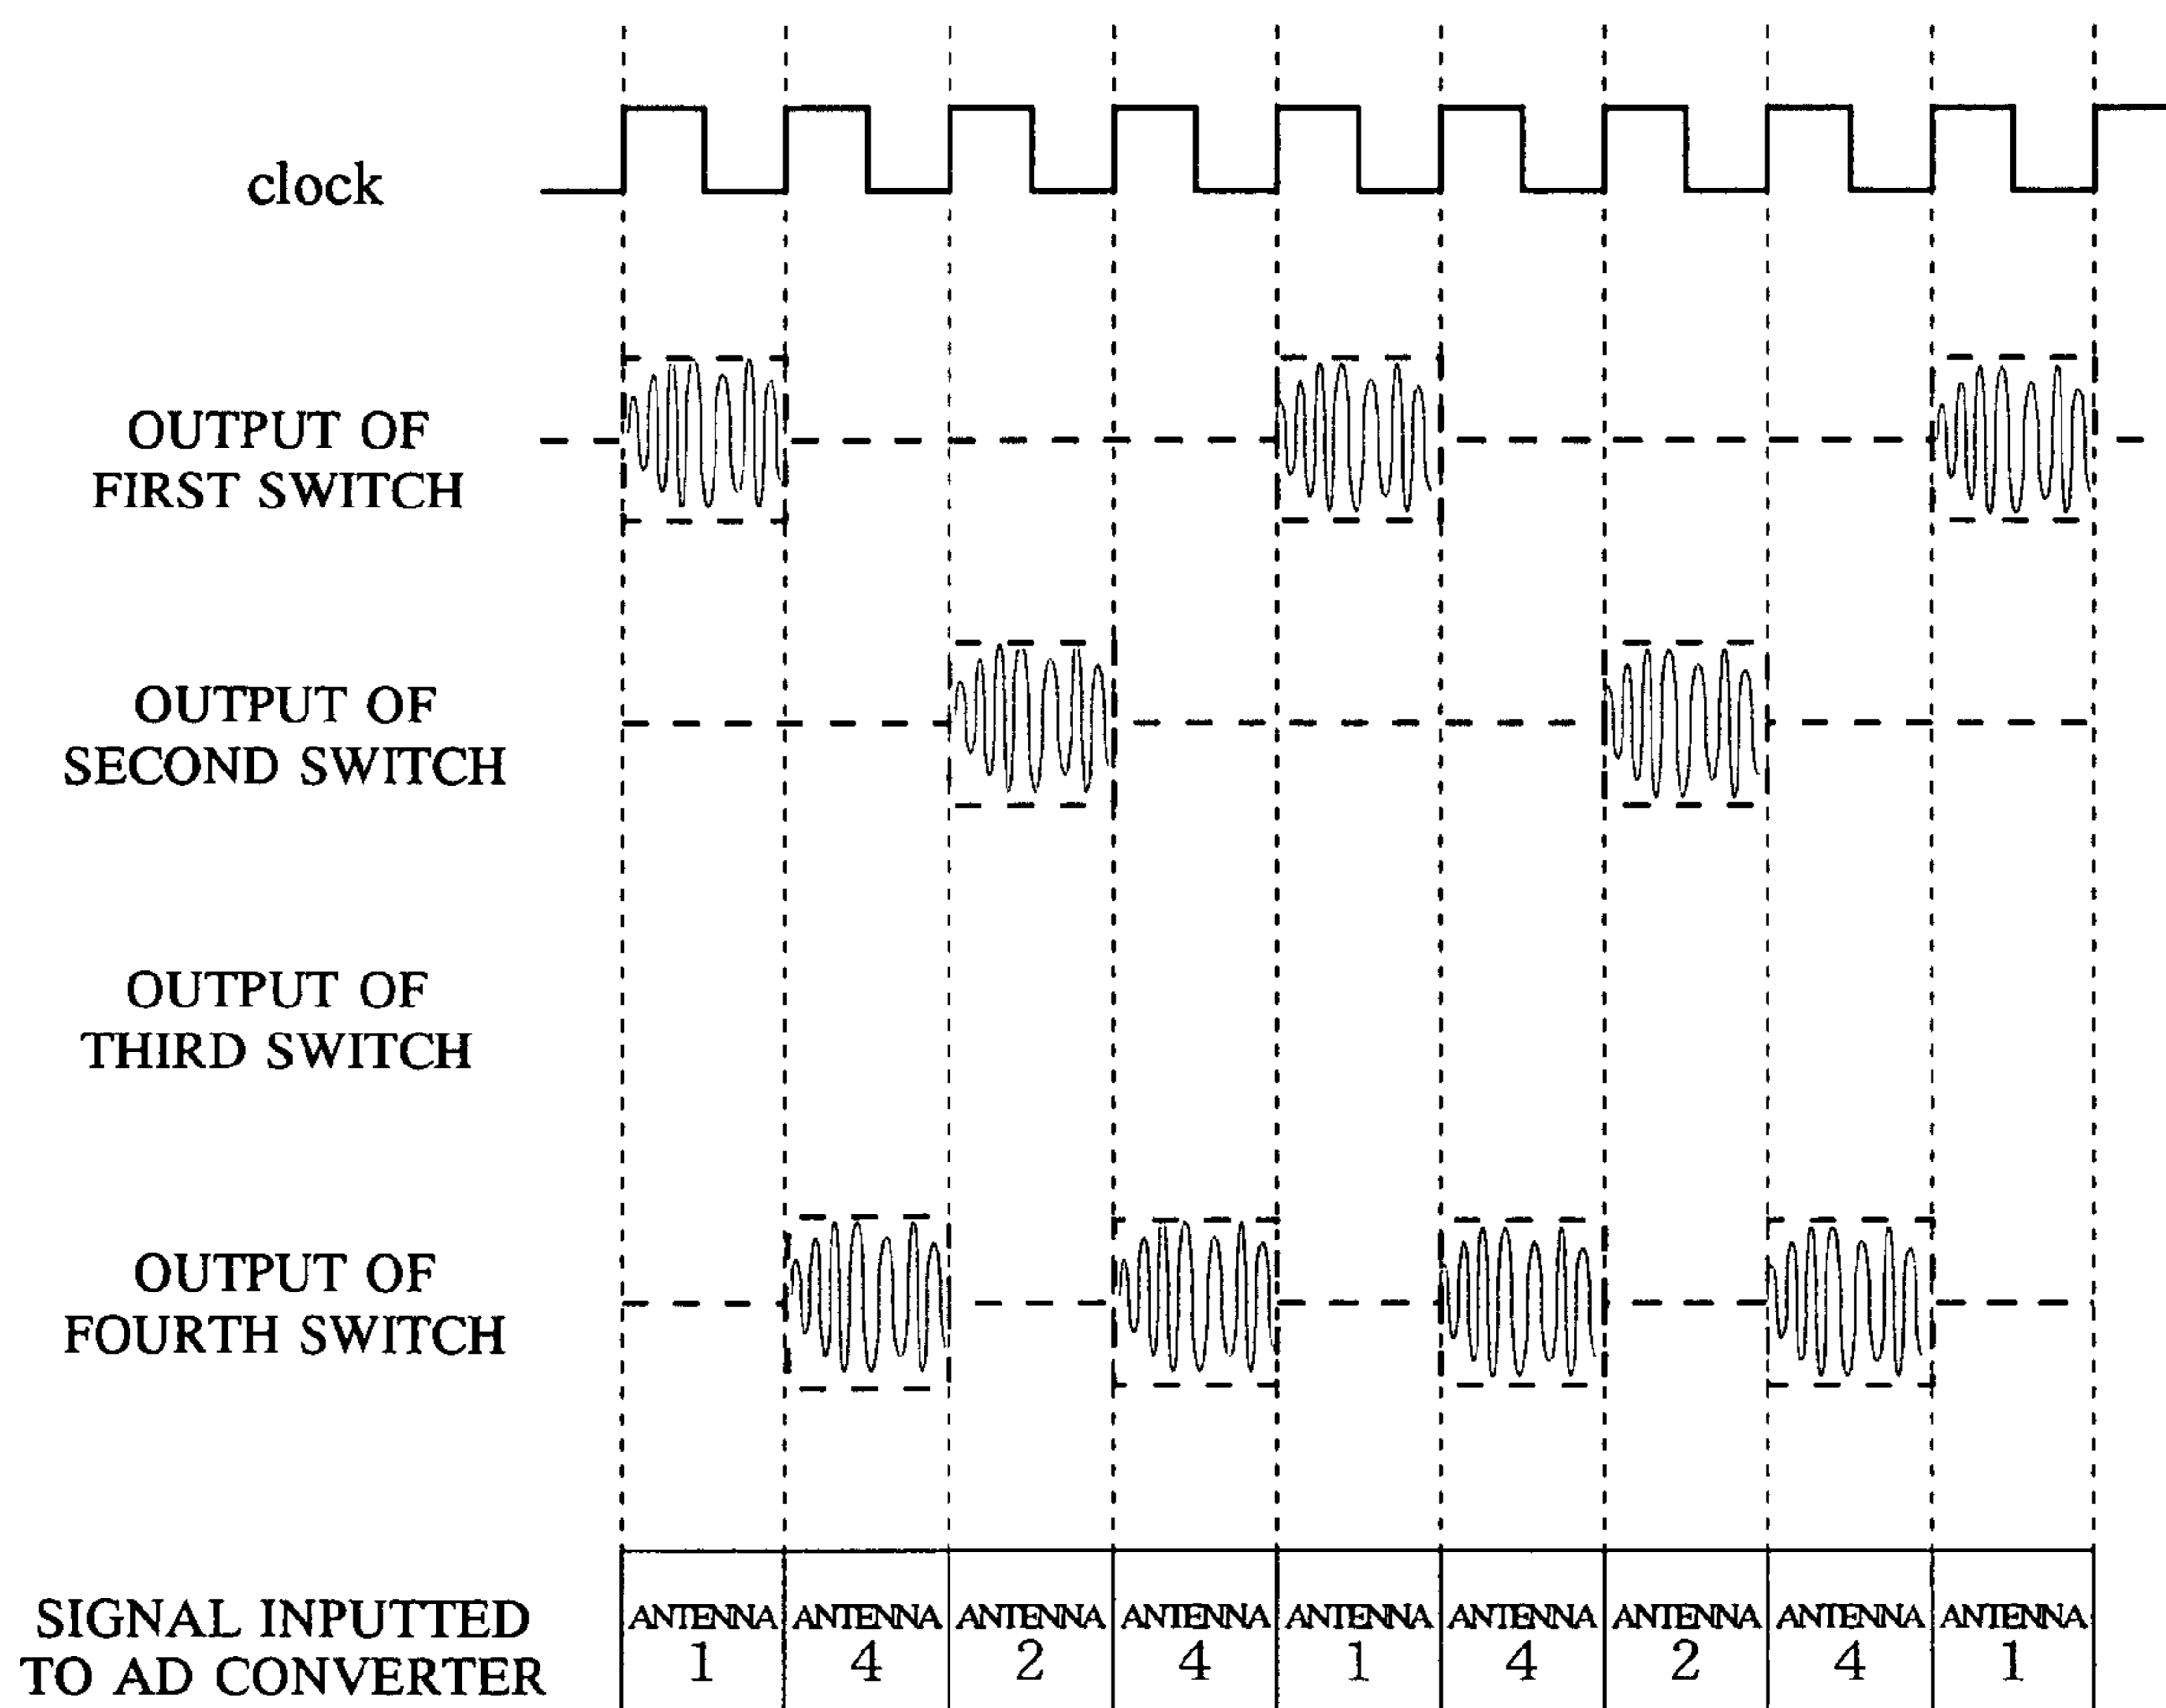 clock
OUTPUT OF
FIRST SWITCH
OUTPUT OF
SECOND SWITCH
OUTPUT OF
THIRD SWITCH
OUTPUT OF
FOURTH SWITCH
SIGNAL INPUTTED
TO AD CONVERTER
ANTENNA ANTENNA ANTENNA ANTENNA ANTENNA ANTENNA ANTENNA ANTENNA ANTENNA
1 4 2 4 1 4 2 4 1